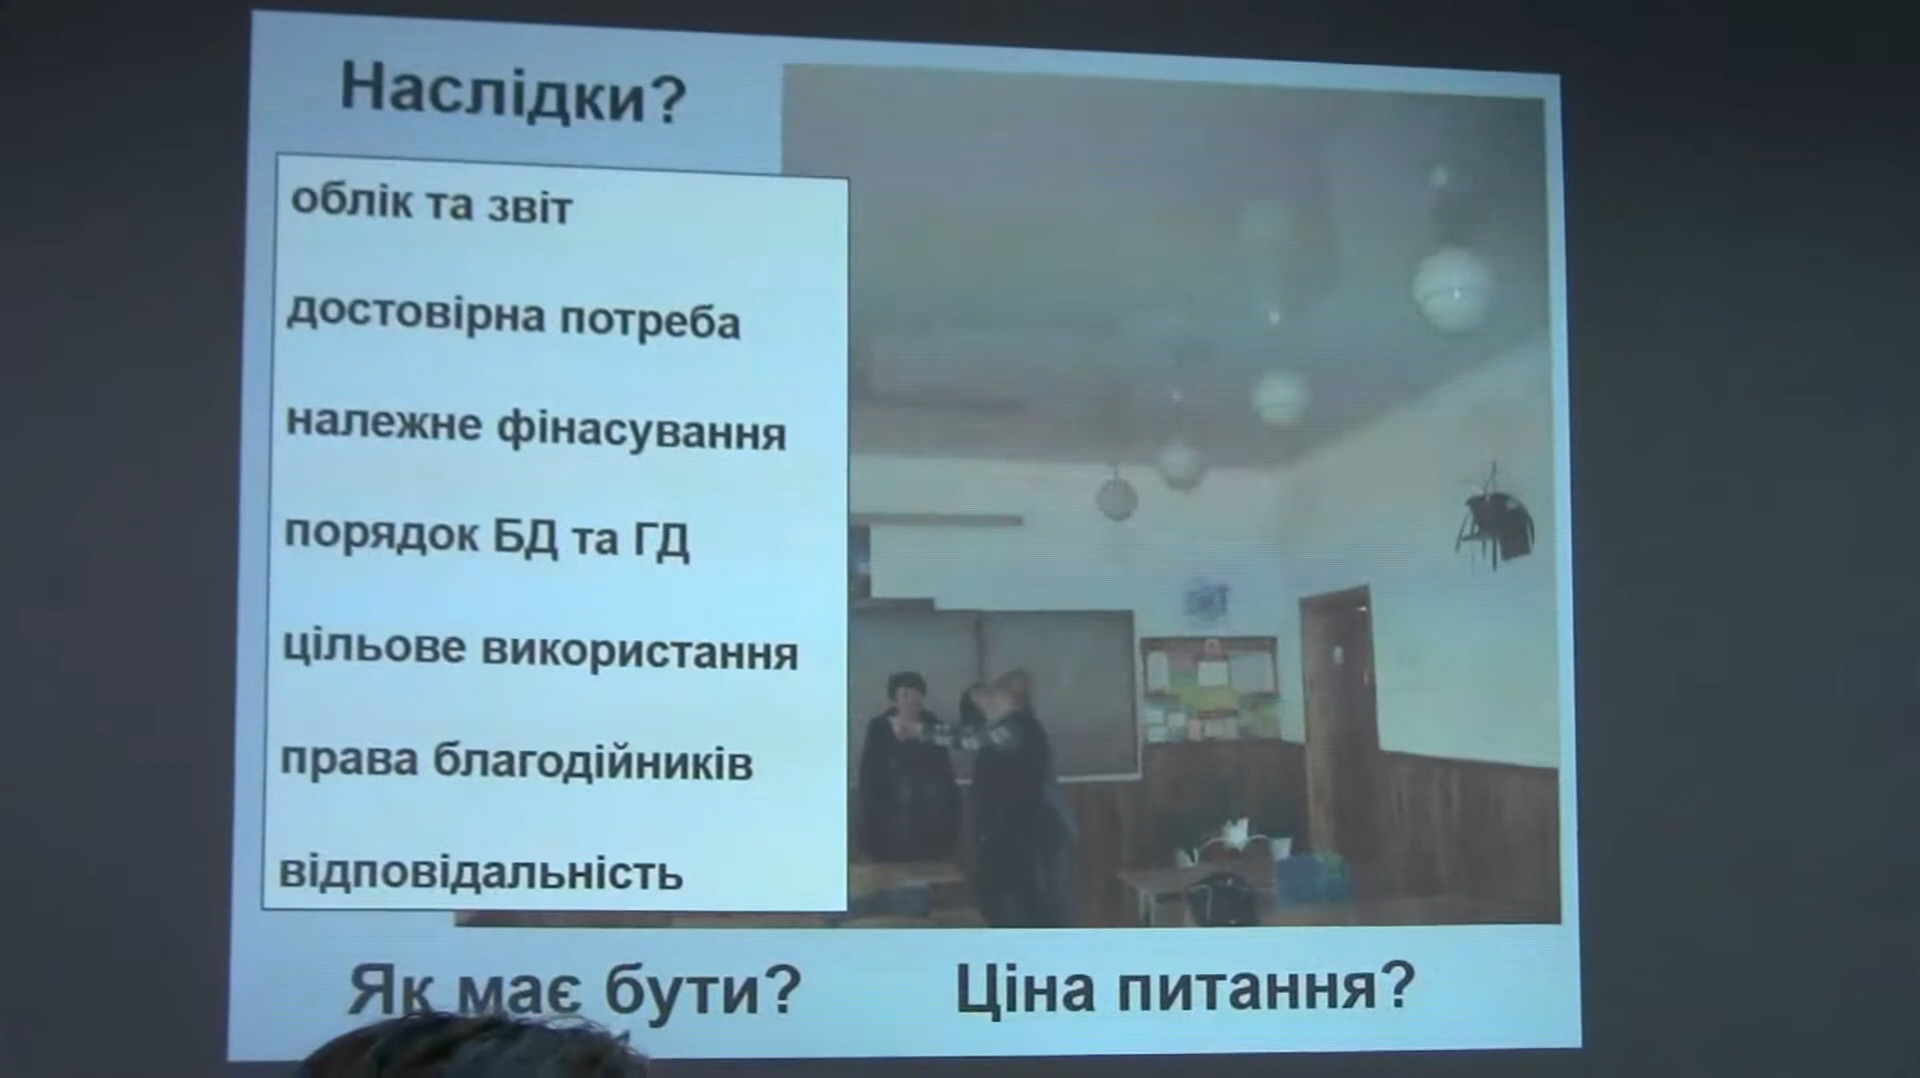 Наслідки?
облік та звіт
достовірна потреба
належне фінасування
порядок БД та ГД
цільове використання
права благодійників
відповідальність
Як має бути?
Ціна питання?